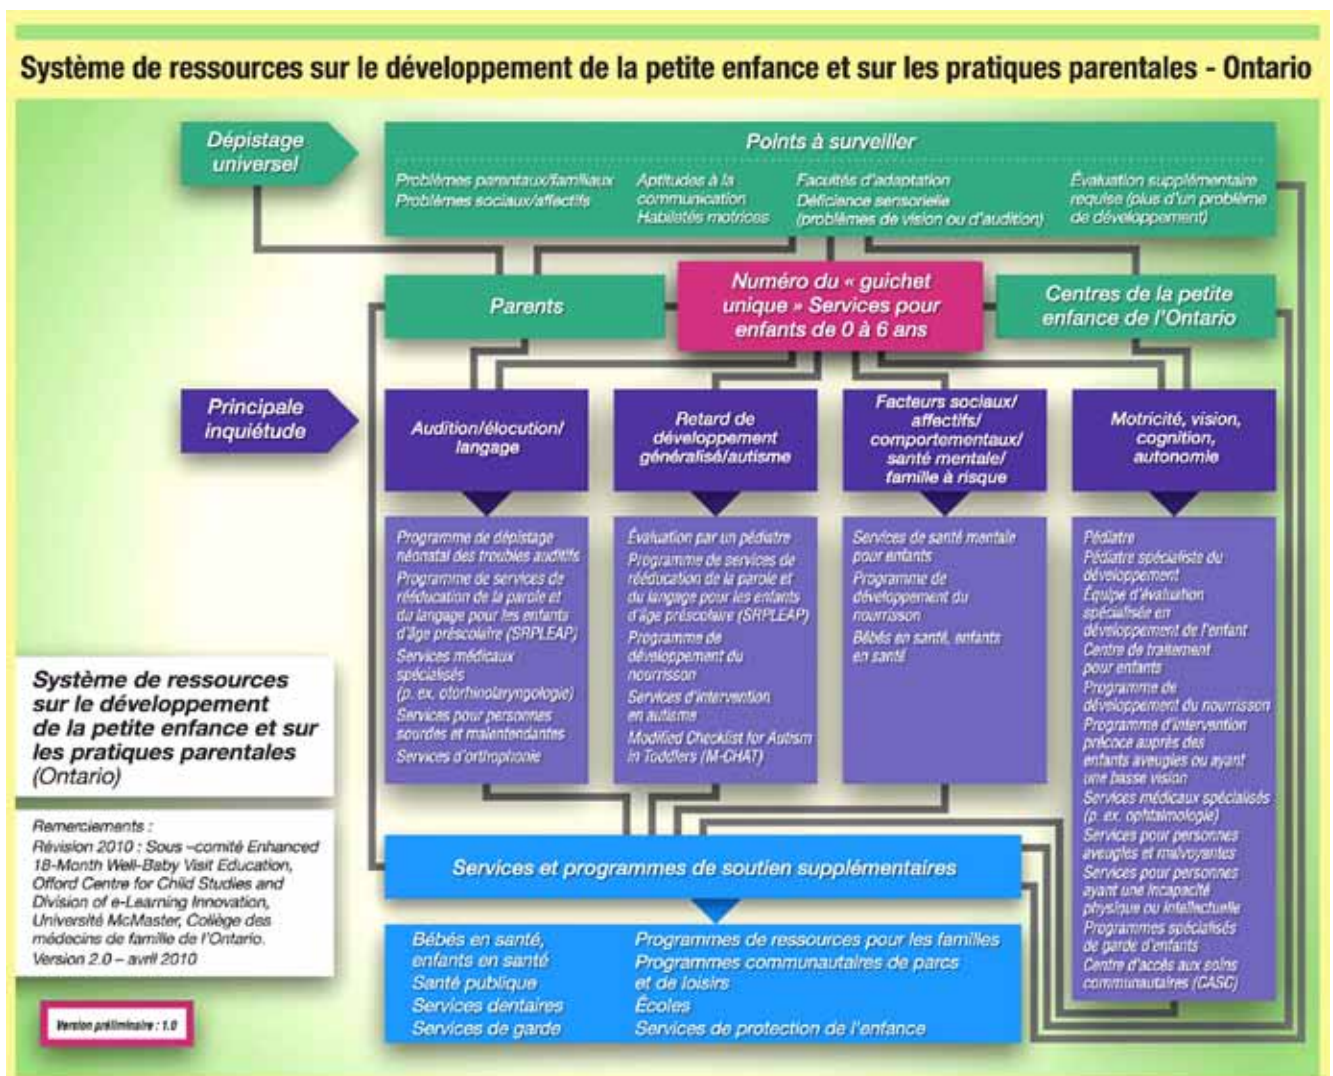 Système de ressources sur le développement de la petite enfance et sur les pratiques parentales - Ontario
Dépistage
universel
Points à surveiller
Problèmes parentaux/familiaux
Problèmes sociaux/affectifs
Aptitudes à la
communication
Habiletés motrices
Facultés d'adaptation
Déficience sensorielle
(problèmes de vision ou d'audition)
Évaluation supplémentaire
requise (plus d'un problème
de développement)
Parents
Numéro du « guichet
unique » Services pour
enfants de 0 à 6 ans
Centres de la petite
enfance de l'Ontario
Principale
inquiétude
Audition/élocution/
langage
Retard de
développement
généralisé/autisme
Facteurs sociaux/
affectifs/
comportementaux/
santé mentale/
famille à risque
Motricité, vision,
cognition,
autonomie
Programme de dépistage
néonatal des troubles auditifs
Programme de services de
rééducation de la parole et
du langage pour les enfants
d'âge préscolaire (SRPLEAP)
Services médicaux
spécialisés
(p. ex. otorhinolaryngologie)
Services pour personnes
sourdes et malentendantes
Services d'orthophonie
Évaluation par un pédiatre
Programme de services de
rééducation de la parole et
du langage pour les enfants
d'âge préscolaire (SRPLEAP)
Programme de
développement du
nourrisson
Services d'intervention
en autisme
Modified Checklist for Autism
in Toddlers (M-CHAT)
Services de santé mentale
pour enfants
Programme de
développement du
nourrisson
Bébés en santé, enfants
en santé
Pédiatre
Pédiatre spécialiste du
développement
Équipe d'évaluation
spécialisée en
développement de l'enfant
Centre de traitement
pour enfants
Programme de
développement du nourrisson
Programme d'intervention
précoce auprès des
enfants aveugles ou ayant
une basse vision
Services médicaux spécialisés
(p. ex. ophtalmologie)
Services pour personnes
aveugles et malvoyantes
Services pour personnes
ayant une incapacité
physique ou intellectuelle
Programmes spécialisés
de garde d'enfants
Centre d'accès aux soins
communautaires (CASC)
Système de ressources
sur le développement
de la petite enfance et sur
les pratiques parentales
(Ontario)
Remerciements :
Révision 2010 : Sous –comité Enhanced
18-Month Well-Baby Visit Education,
Offord Centre for Child Studies and
Division of e-Learning Innovation,
Université McMaster, Collège des
médecins de famille de l'Ontario.
Version 2.0 – avril 2010
Version préliminaire : 1.0
Services et programmes de soutien supplémentaires
Bébés en santé,
enfants en santé
Santé publique
Services dentaires
Services de garde
Programmes de ressources pour les familles
Programmes communautaires de parcs
et de loisirs
Écoles
Services de protection de l'enfance